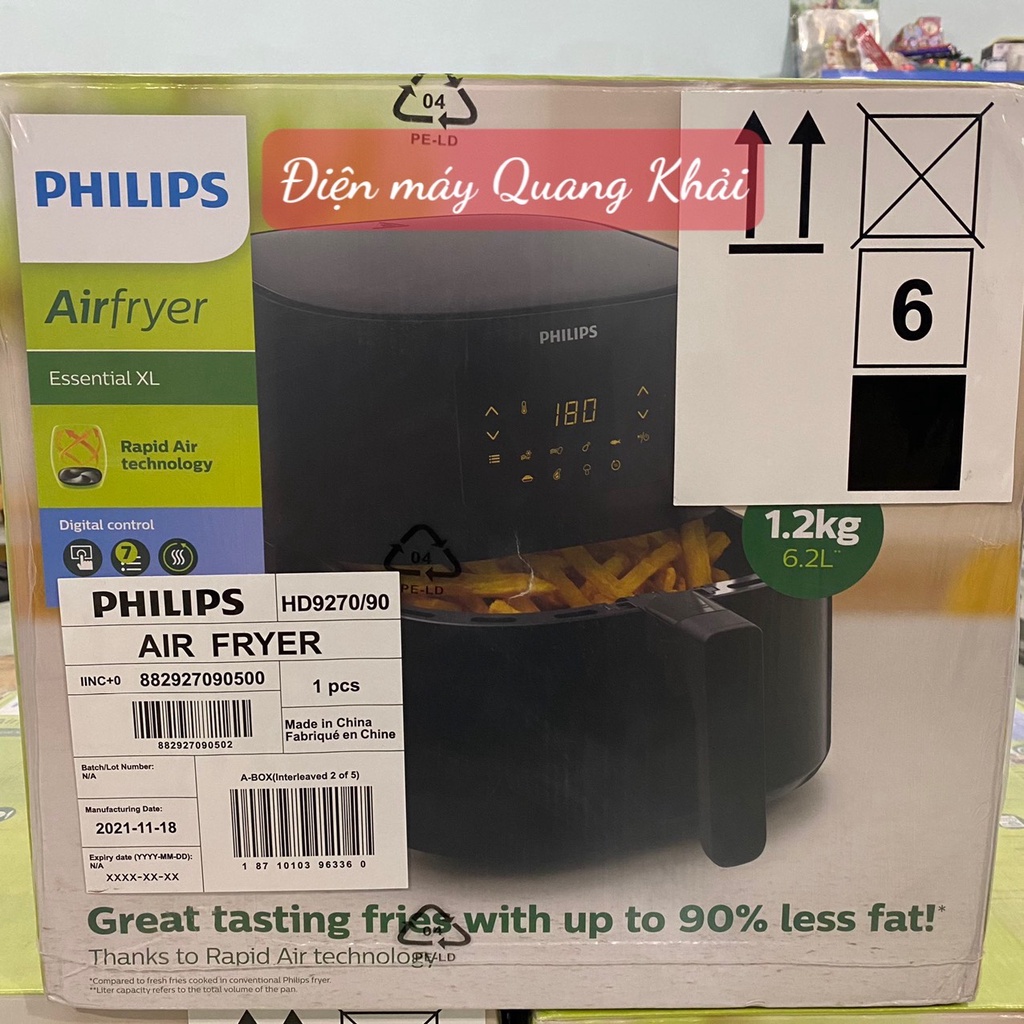 04
PE-LD
PHILIPS
Điện máy Quang Khải
6
Airfryer
Essential XL
PHILIPS
180
Rapid Air
technology
Digital control
7
04
PE-LD
1.2kg
6.2L**
PHILIPS
HD9270/90
AIR FRYER
IINC+0 882927090500
1 pcs
882927090502
Made in China
Fabriqué en Chine
Batch/Lot Number:
N/A
A-BOX(Interleaved 2 of 5)
Manufacturing Date:
2021-11-18
Expiry date (YYYY-MM-DD):
N/A
XXXX-XX-XX
1 87 10103 96336 0
Great tasting fries with up to 90% less fat!*
04
Thanks to Rapid Air technology
PE-LD
*Compared to fresh fries cooked in conventional Philips fryer.
**Liter capacity refers to the total volume of the pan.